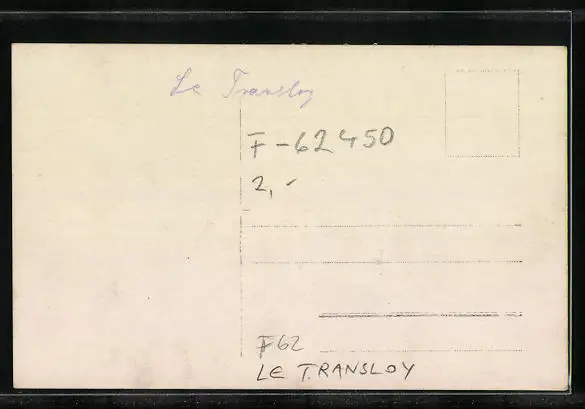 Le Transloy
F-62450
2,-
F62
LE TRANSLOY